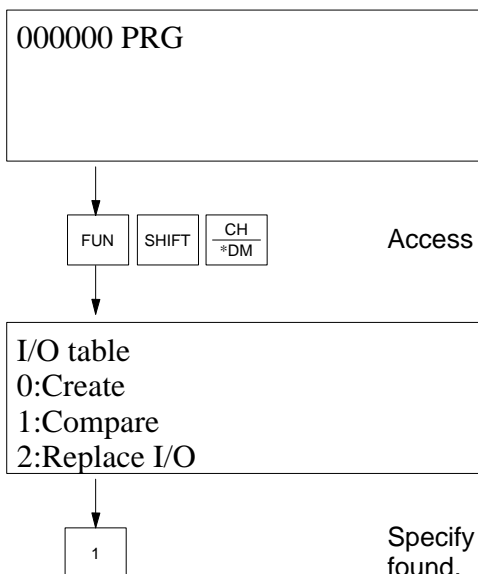 000000 PRG
FUN SHIFT CH
*DM
Access
I/O table
0:Create
1:Compare
2:Replace I/O
1
Specify
found.